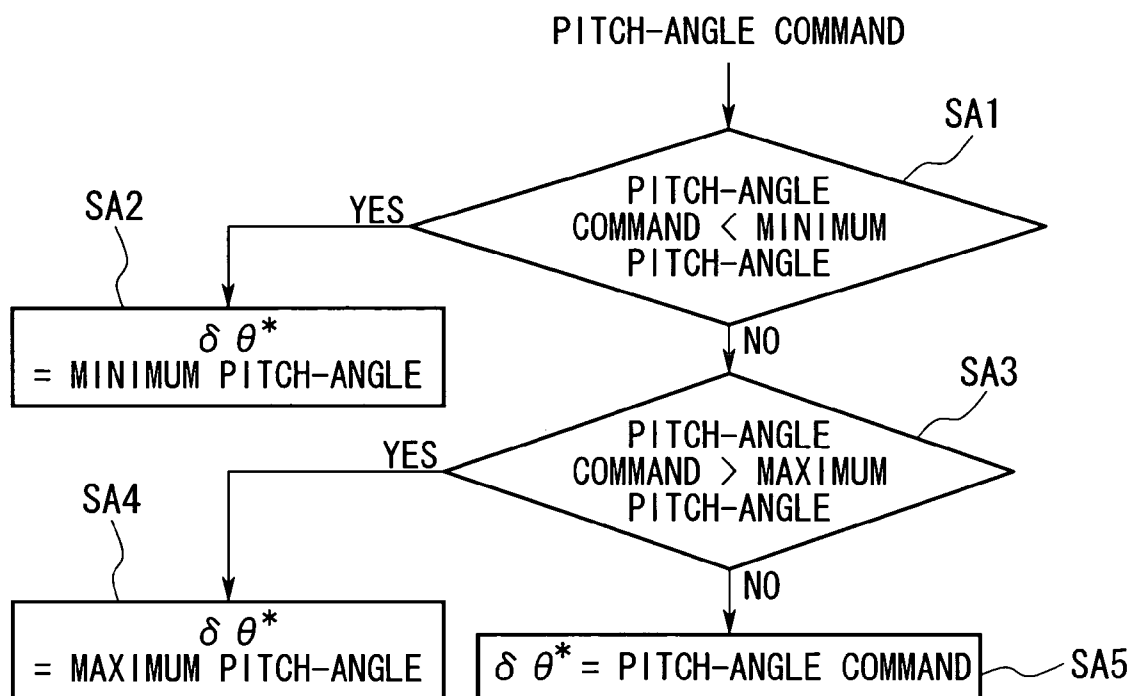 PITCH-ANGLE COMMAND
SA1
PITCH-ANGLE
COMMAND < MINIMUM
PITCH-ANGLE
YES
SA2
δ θ*
= MINIMUM PITCH-ANGLE
NO
SA3
PITCH-ANGLE
COMMAND > MAXIMUM
PITCH-ANGLE
YES
SA4
δ θ*
= MAXIMUM PITCH-ANGLE
NO
δ θ* = PITCH-ANGLE COMMAND
SA5